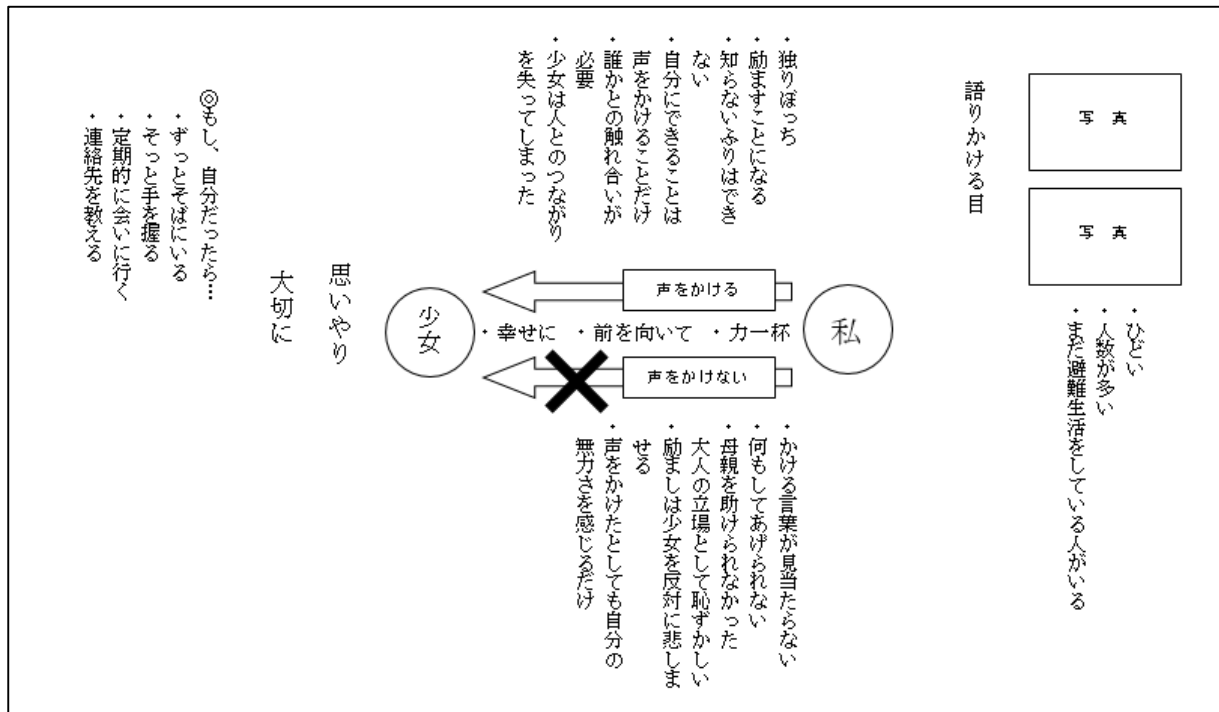 写真
写真
・ひどい
・人数が多い
・まだ避難生活をしている人がいる
語りかける目
・独りぼっち
・励ますことになる
・知らないふりはでき
ない
・自分にできることは
声をかけることだけ
・誰かとの触れ合いが
必要
・少女は人とのつながり
を失ってしまった
私
声をかける
・力一杯
・前を向いて
・幸せに
声をかけない
少女
・かける言葉が見当たらない
・何もしてあげられない
・母親を助けられなかった
大人の立場として恥ずかしい
・励ましは少女を反対に悲しま
せる
・声をかけたとしても自分の
無力さを感じるだけ
思いやり
大切に
◎もし、自分だったら…
・ずっとそばにいる
・そっと手を握る
・定期的に会いに行く
・連絡先を教える